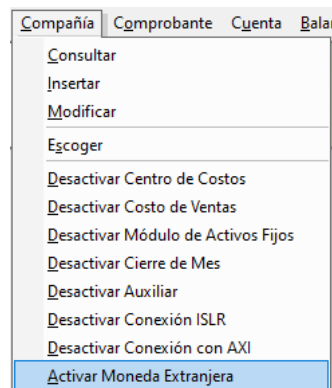 Compañía Comprobante Cuenta Bala
Consultar
Insertar
Modificar
Escoger
Desactivar Centro de Costos
Desactivar Costo de Ventas
Desactivar Módulo de Activos Fijos
Desactivar Cierre de Mes
Desactivar Auxiliar
Desactivar Conexión ISLR
Desactivar Conexión con AXI
Activar Moneda Extranjera